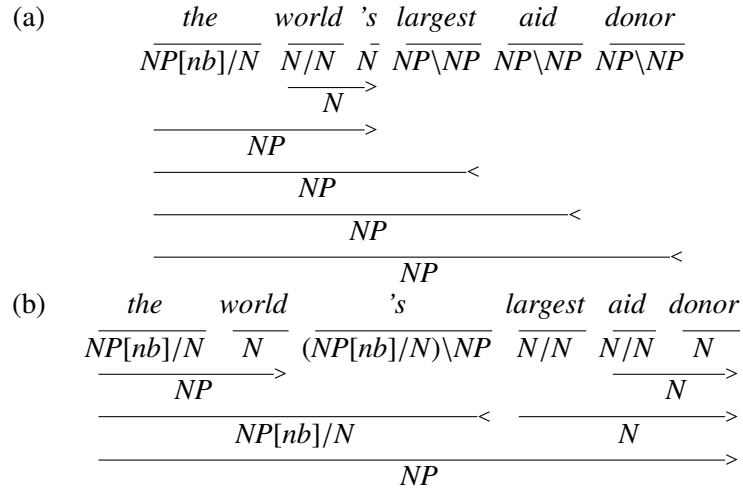 (a) the world 's largest aid donor
NP[nb]/N N/N N NP\NP NP\NP NP\NP
>
N
>
NP
<
NP
<
NP
<
NP
(b) the world 's largest aid donor
NP[nb]/N N (NP[nb]/N)\NP N/N N/N N
> >
NP N
< >
NP[nb]/N N
>
NP